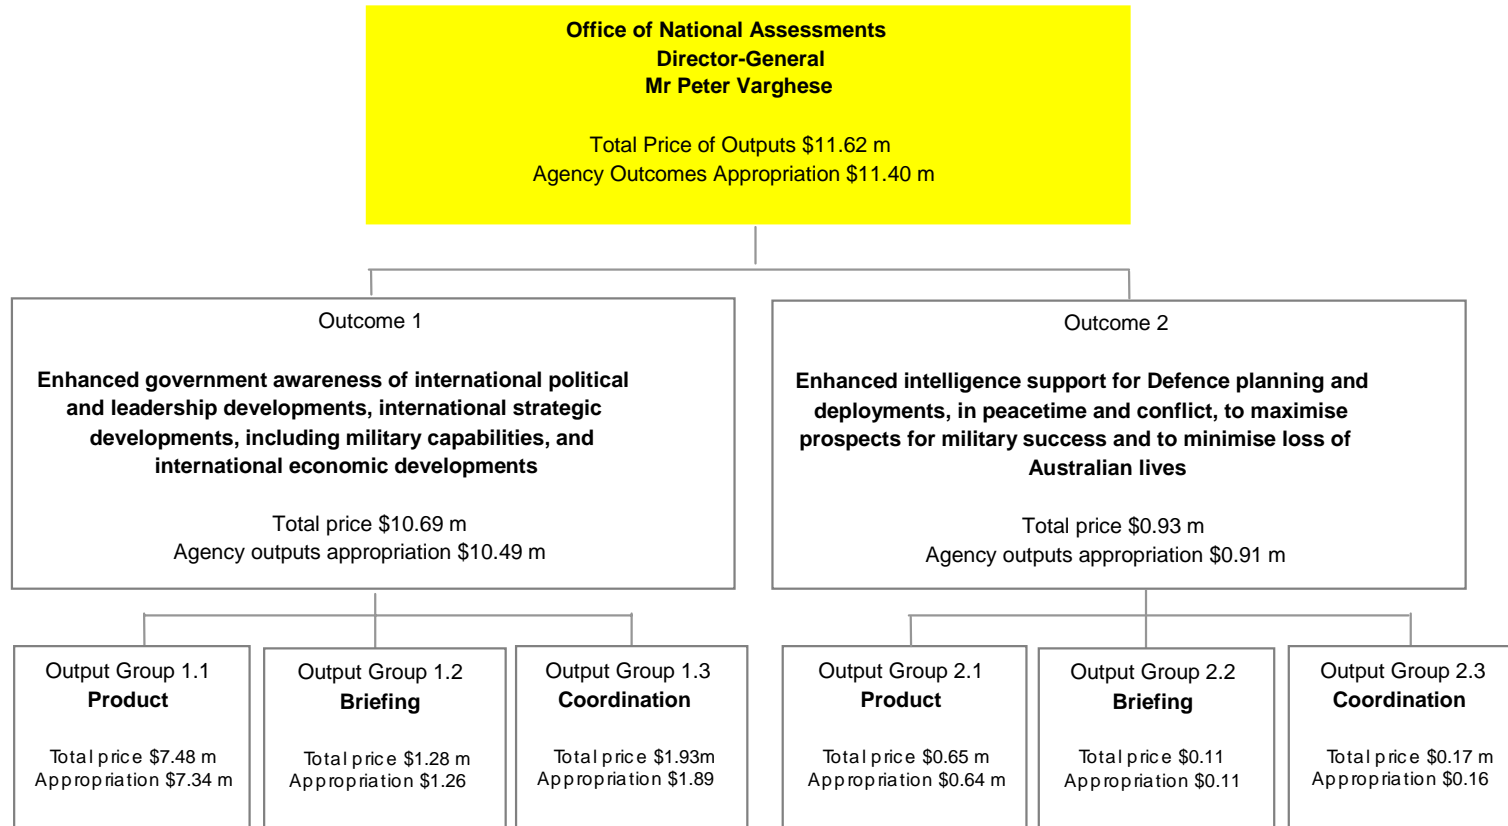 Office of National Assessments
Director-General
Mr Peter Varghese
Total Price of Outputs $11.62 m
Agency Outcomes Appropriation $11.40 m
Outcome 1
Enhanced government awareness of international political
and leadership developments, international strategic
developments, including military capabilities, and
international economic developments
Total price $10.69 m
Agency outputs appropriation $10.49 m
Outcome 2
Enhanced intelligence support for Defence planning and
deployments, in peacetime and conflict, to maximise
prospects for military success and to minimise loss of
Australian lives
Total price $0.93 m
Agency outputs appropriation $0.91 m
Output Group 1.1
Product
Total price $7.48 m
Appropriation $7.34 m
Output Group 1.2
Briefing
Total price $1.28 m
Appropriation $1.26
Output Group 1.3
Coordination
Total price $1.93m
Appropriation $1.89
Output Group 2.1
Product
Total price $0.65 m
Appropriation $0.64 m
Output Group 2.2
Briefing
Total price $0.11
Appropriation $0.11
Output Group 2.3
Coordination
Total price $0.17 m
Appropriation $0.16